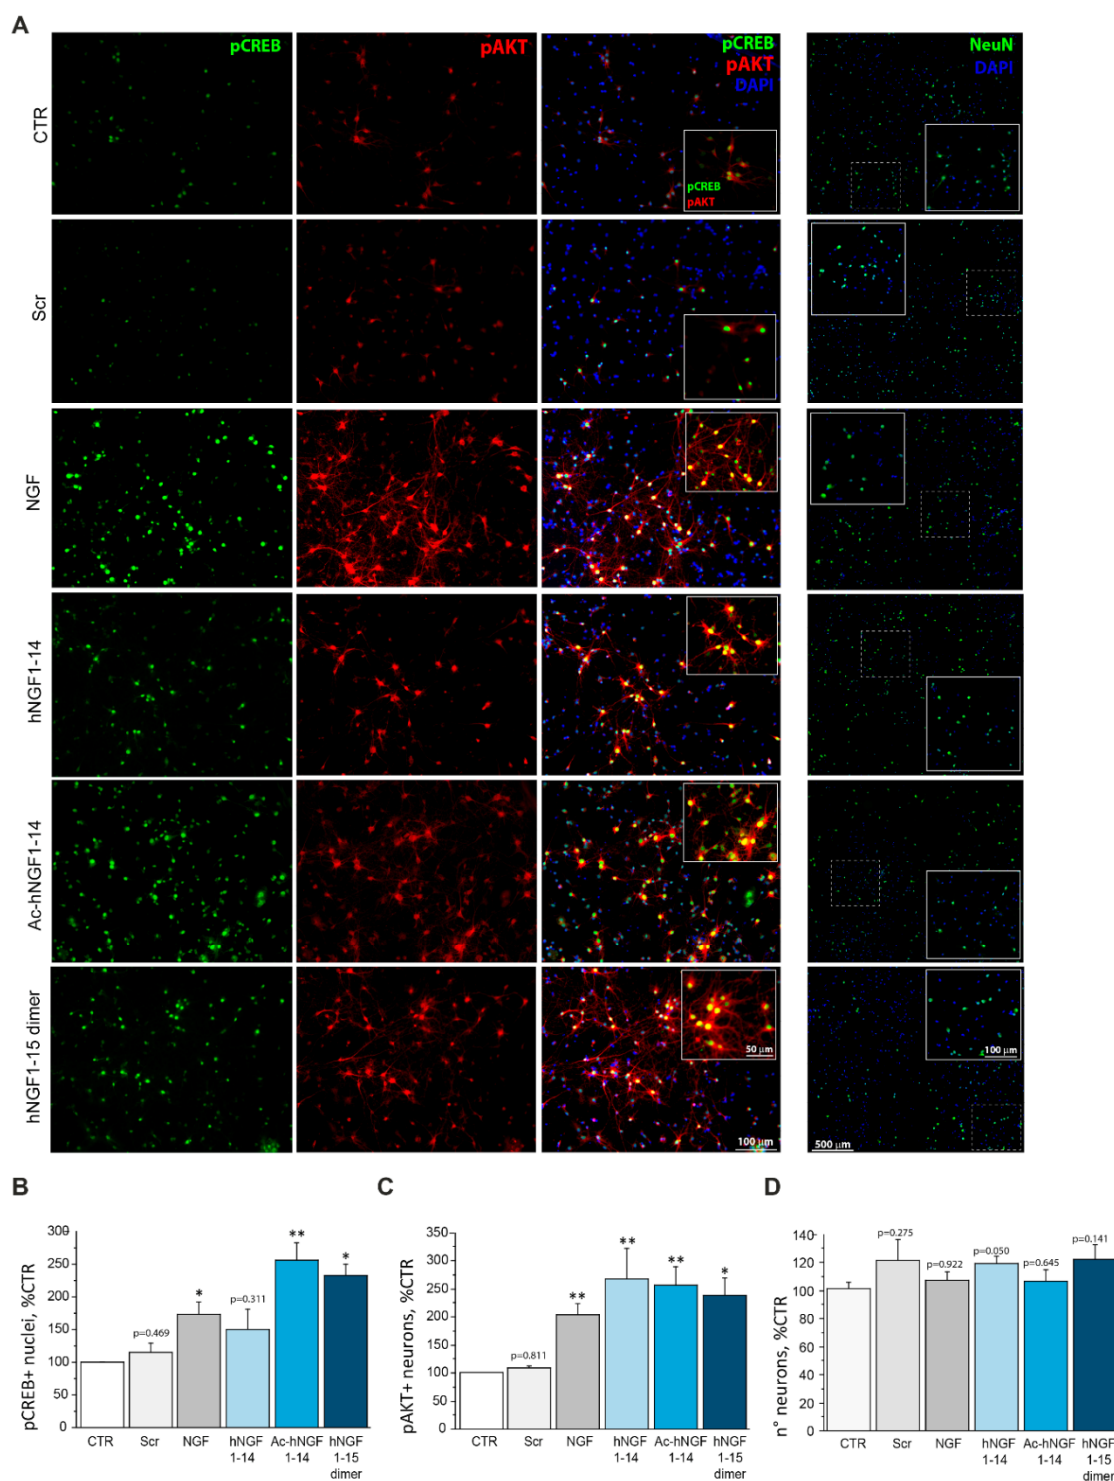 A
pCREB
pAKT
pCREB
pAKT
DAPI
NeuN
DAPI
CTR
pCREB
pAKT
Scr
NGF
hNGF1-14
Ac-hNGF1-14
hNGF1-15 dimer
50 µm
100 µm
100 µm
500 µm
B
pCREB+ nuclei, %CTR
300
250
200
150
100
50
0
p=0.469
*
p=0.311
**
*
CTR
Scr
NGF
hNGF
1-14
Ac-hNGF
1-14
hNGF
1-15
dimer
C
pAKT+ neurons, %CTR
350
300
250
200
150
100
50
0
p=0.811
**
**
**
*
CTR
Scr
NGF
hNGF
1-14
Ac-hNGF
1-14
hNGF
1-15
dimer
D
n° neurons, %CTR
140
120
100
80
60
40
20
0
p=0.275
p=0.922
p=0.050
p=0.645
p=0.141
CTR
Scr
NGF
hNGF
1-14
Ac-hNGF
1-14
hNGF
1-15
dimer